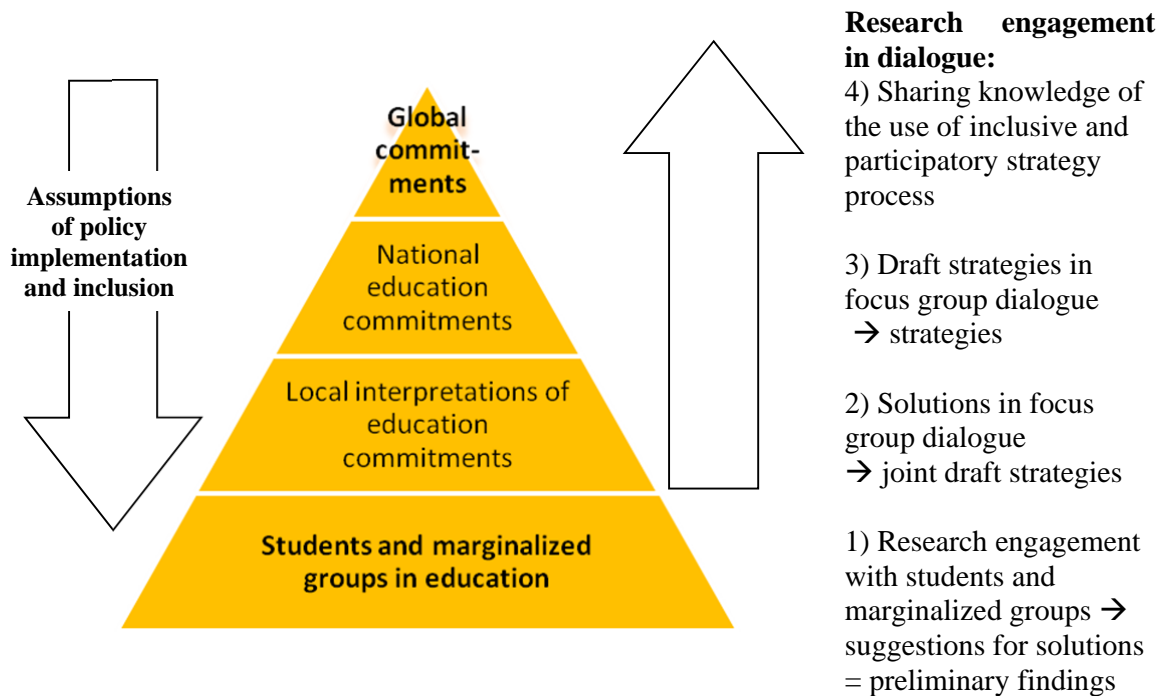 Assumptions
of policy
implementation
and inclusion
Global
commit-
ments
National
education
commitments
Local interpretations of
education
commitments
Students and marginalized
groups in education
Research engagement
in dialogue:
4) Sharing knowledge of
the use of inclusive and
participatory strategy
process
3) Draft strategies in
focus group dialogue
→ strategies
2) Solutions in focus
group dialogue
→ joint draft strategies
1) Research engagement
with students and
marginalized groups →
suggestions for solutions
= preliminary findings